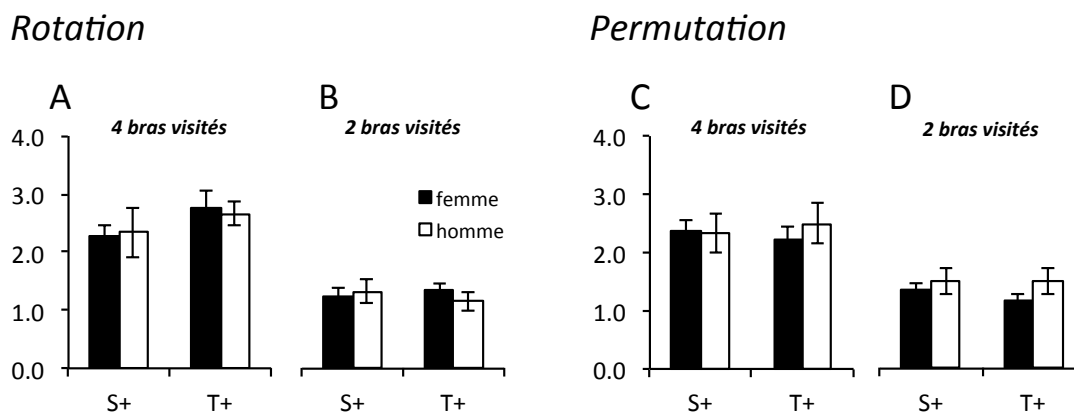 Rotation
Permutation
A
B
C
D
4 bras visités
2 bras visités
4 bras visités
2 bras visités
4.0
3.0
2.0
1.0
0.0
femme
homme
S+
T+
S+
T+
4.0
3.0
2.0
1.0
0.0
S+
T+
S+
T+